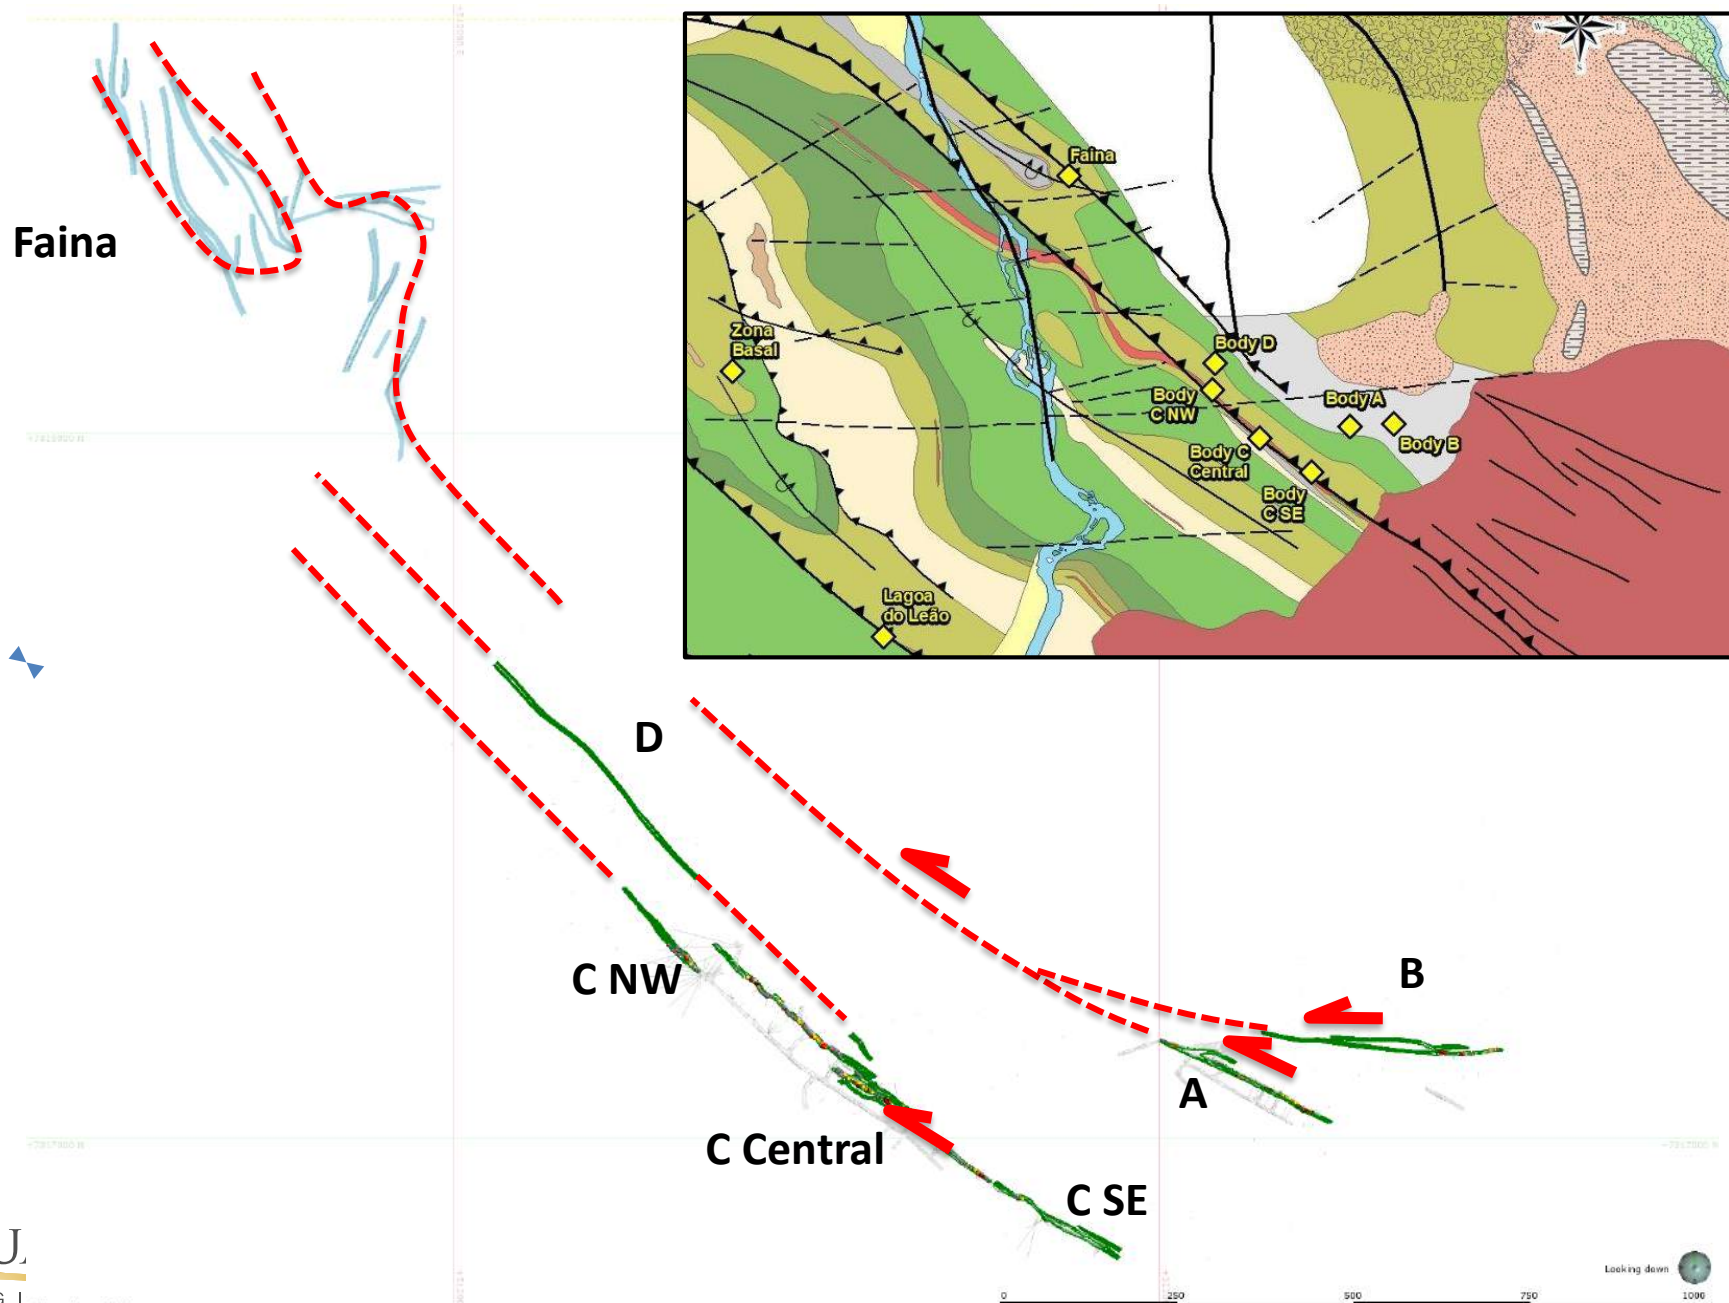 W
E
S
Faina
Zona
Basal
Body D
Body
C NW
Body A
Body B
Body C
Central
Body
C SE
Lagoa
do Leão
Faina
D
B
C NW
A
C Central
C SE
Looking down
0 250 500 750 1000